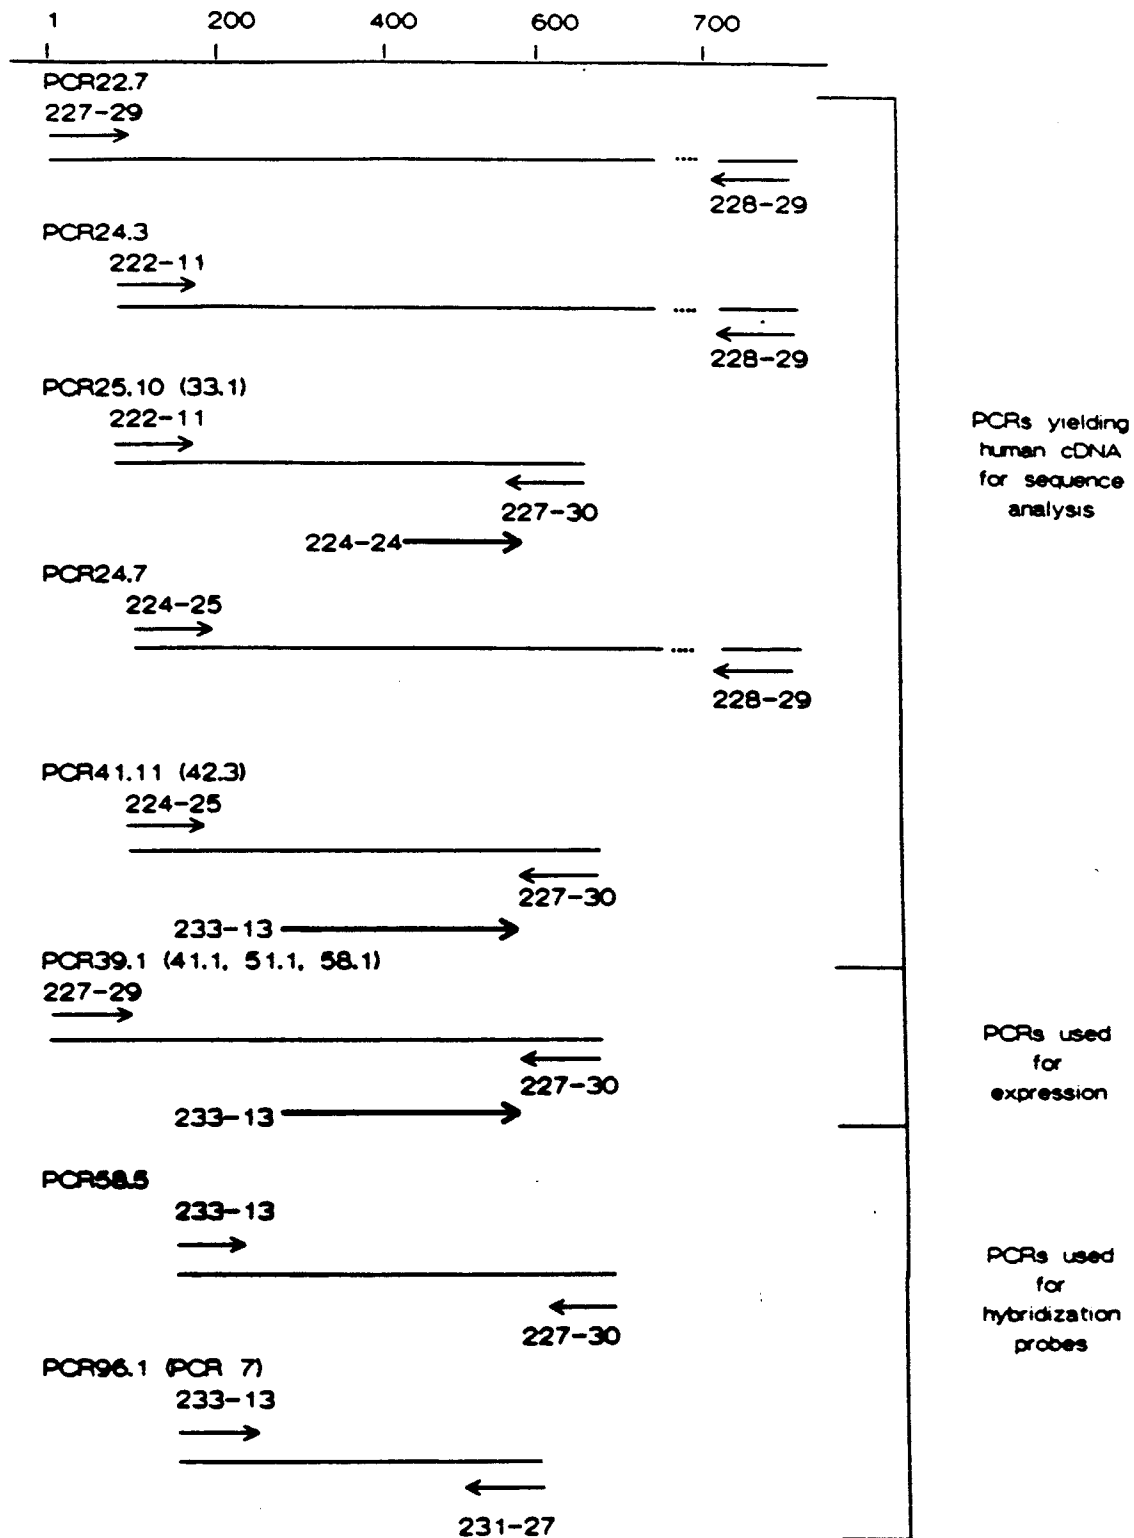 1 200 400 600 700
PCR22.7
227-29
228-29
PCR24.3
222-11
228-29
PCR25.10 (33.1)
222-11
227-30
224-24
PCR24.7
224-25
228-29
PCRs yielding
human cDNA
for sequence
analysis
PCR41.11 (42.3)
224-25
227-30
233-13
PCR39.1 (41.1, 51.1, 58.1)
227-29
227-30
233-13
PCRs used
for
expression
PCR58.5
233-13
227-30
PCRs used
for
hybridization
probes
PCR96.1 (PCR 7)
233-13
231-27